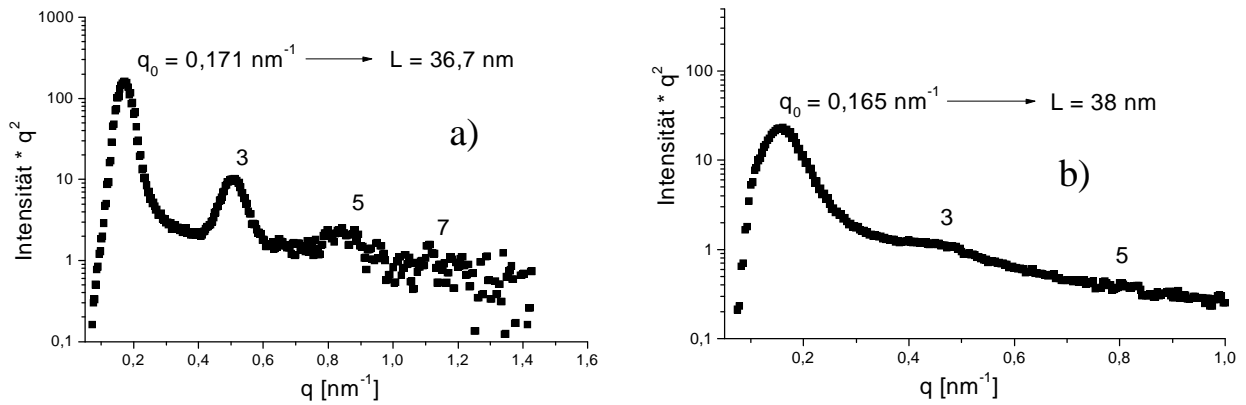 1000
100
10
1
0,1
Intensität * q²
q₀ = 0,171 nm⁻¹ → L = 36,7 nm
a)
3
5
7
0,2 0,4 0,6 0,8 1,0 1,2 1,4 1,6
q [nm⁻¹]
100
10
1
0,1
Intensität * q²
q₀ = 0,165 nm⁻¹ → L = 38 nm
b)
3
5
0,2 0,4 0,6 0,8 1,0
q [nm⁻¹]